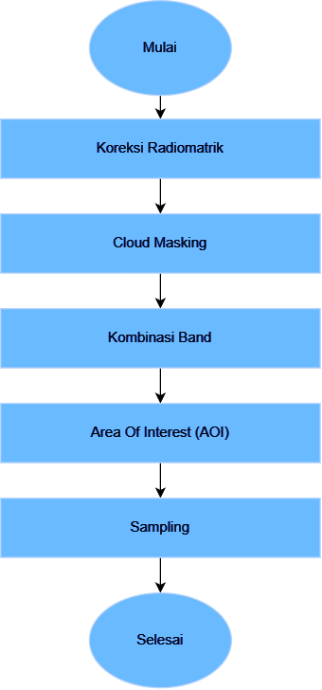 Mulai
Koreksi Radiomatrik
Cloud Masking
Kombinasi Band
Area Of Interest (AOI)
Sampling
Selesai